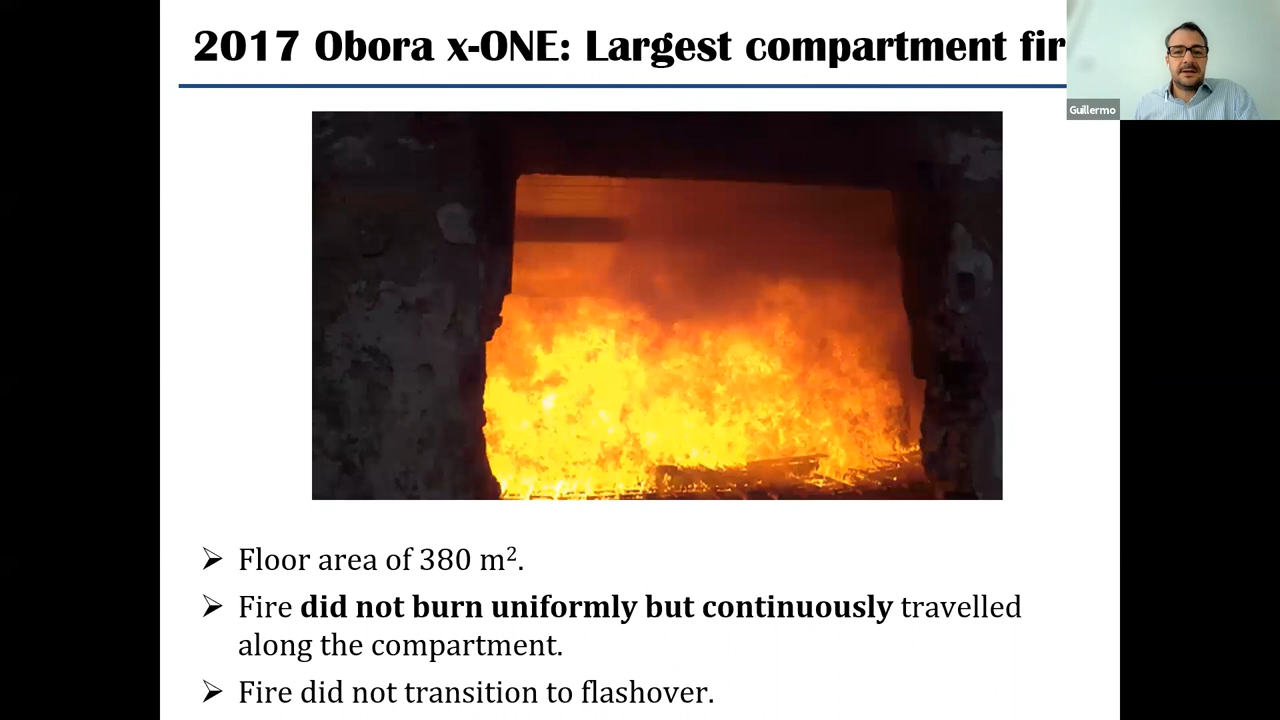 2017 Obora x-ONE: Largest compartment fir
Guillermo
➢ Floor area of 380 m².
➢ Fire did not burn uniformly but continuously travelled
along the compartment.
➢ Fire did not transition to flashover.